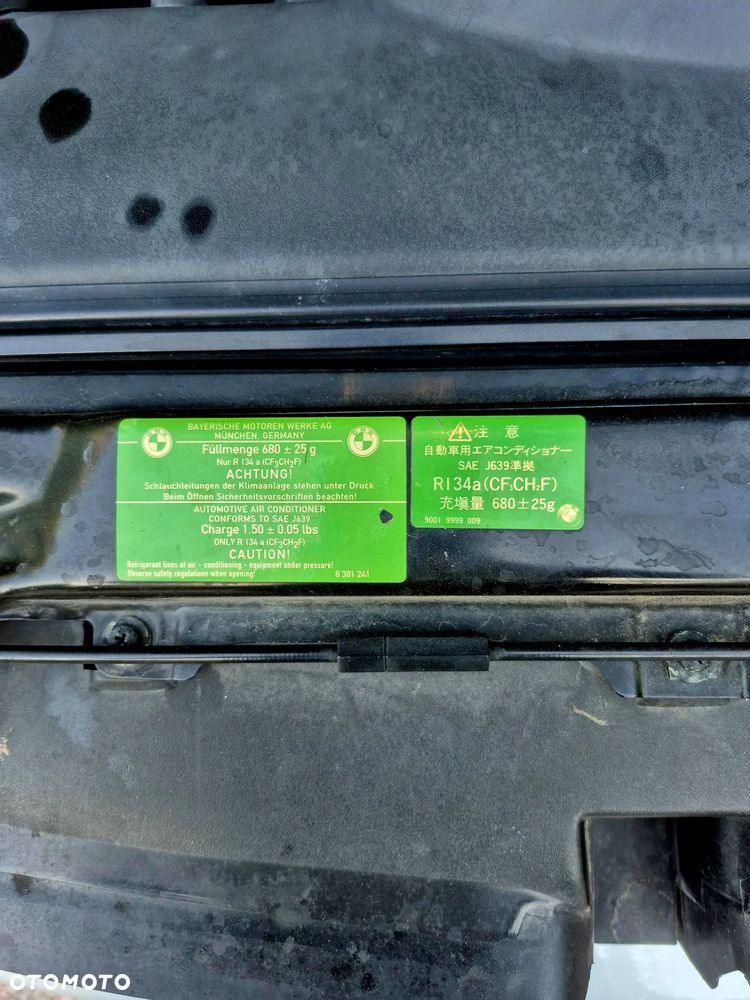 BAYERISCHE MOTOREN WERKE AG
MÜNCHEN, GERMANY
Füllmenge 680 ± 25 g
Nur R 134 a (CF₃CH₂F)
ACHTUNG!
Schlauchleitungen der Klimaanlage stehen unter Druck.
Beim Öffnen Sicherheitsvorschriften beachten!
AUTOMOTIVE AIR CONDITIONER
CONFORMS TO SAE J639
Charge 1.50 ± 0.05 lbs
ONLY R 134 a (CF₃CH₂F)
CAUTION!
Refrigerant lines of air - conditioning - equipment under pressure!
Observe safety regulations when opening!
8 381 241
注 意
自動車用エアコンディショナー
SAE J639準拠
R134a(CF₃CH₂F)
充塡量 680±25g
9001 9999 009
OTOMOTO